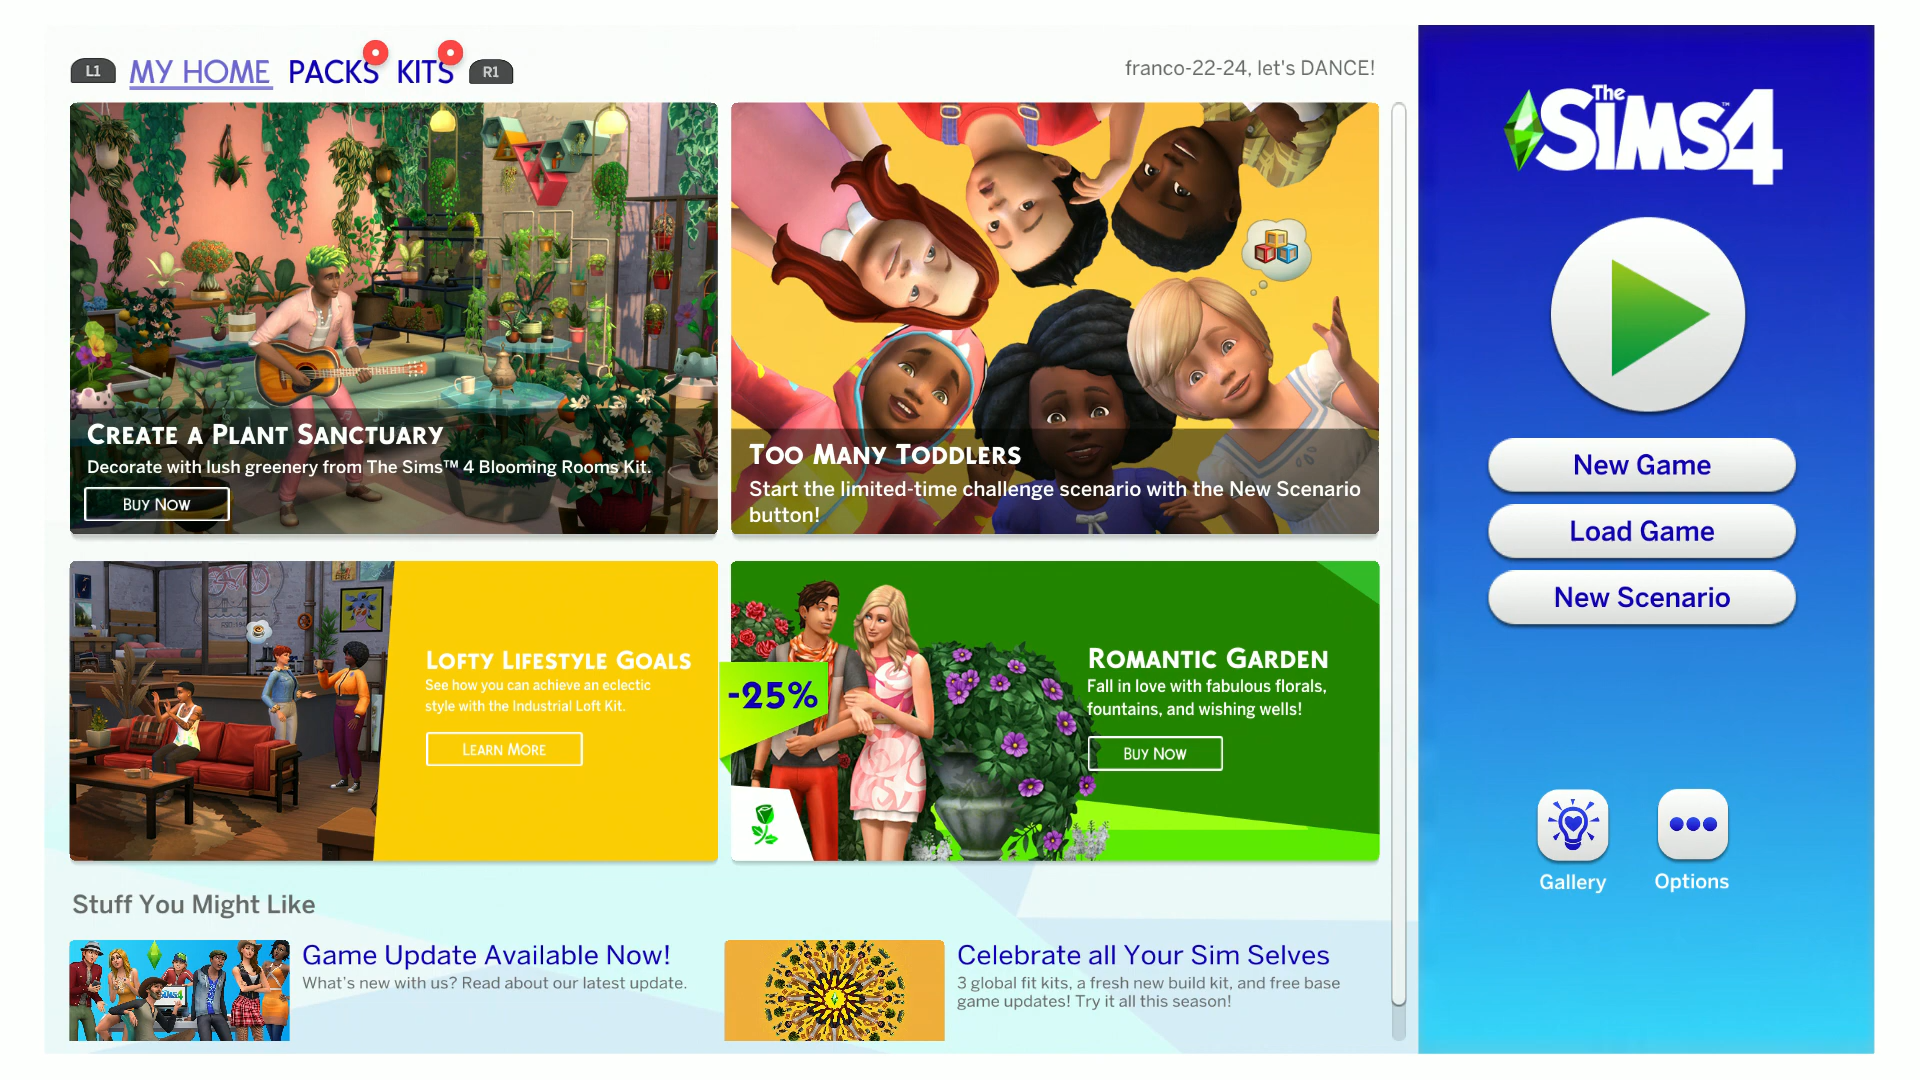 L1 MY HOME PACKS KITS R1
franco-22-24, let's DANCE!
CREATE A PLANT SANCTUARY
Decorate with lush greenery from The Sims™ 4 Blooming Rooms Kit.
BUY NOW
TOO MANY TODDLERS
Start the limited-time challenge scenario with the New Scenario
button!
LOFTY LIFESTYLE GOALS
See how you can achieve an eclectic
style with the Industrial Loft Kit.
LEARN MORE
-25%
ROMANTIC GARDEN
Fall in love with fabulous florals,
fountains, and wishing wells!
BUY NOW
Stuff You Might Like
Game Update Available Now!
What's new with us? Read about our latest update.
Celebrate all Your Sim Selves
3 global fit kits, a fresh new build kit, and free base
game updates! Try it all this season!
The
SIMS4™
New Game
Load Game
New Scenario
Gallery
Options